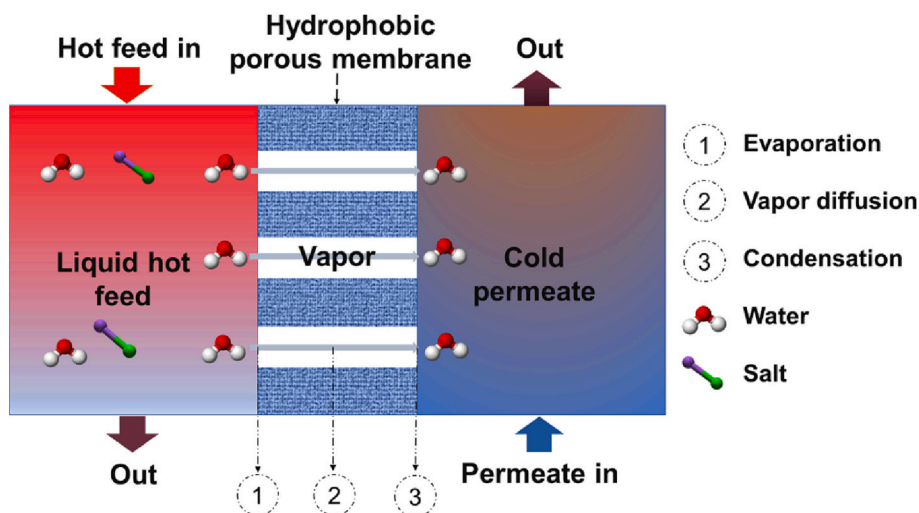 Hot feed in
Hydrophobic
porous membrane
Out
Liquid hot
feed
Vapor
Cold
permeate
Out
Permeate in
1
2
3
1 Evaporation
2 Vapor diffusion
3 Condensation
Water
Salt